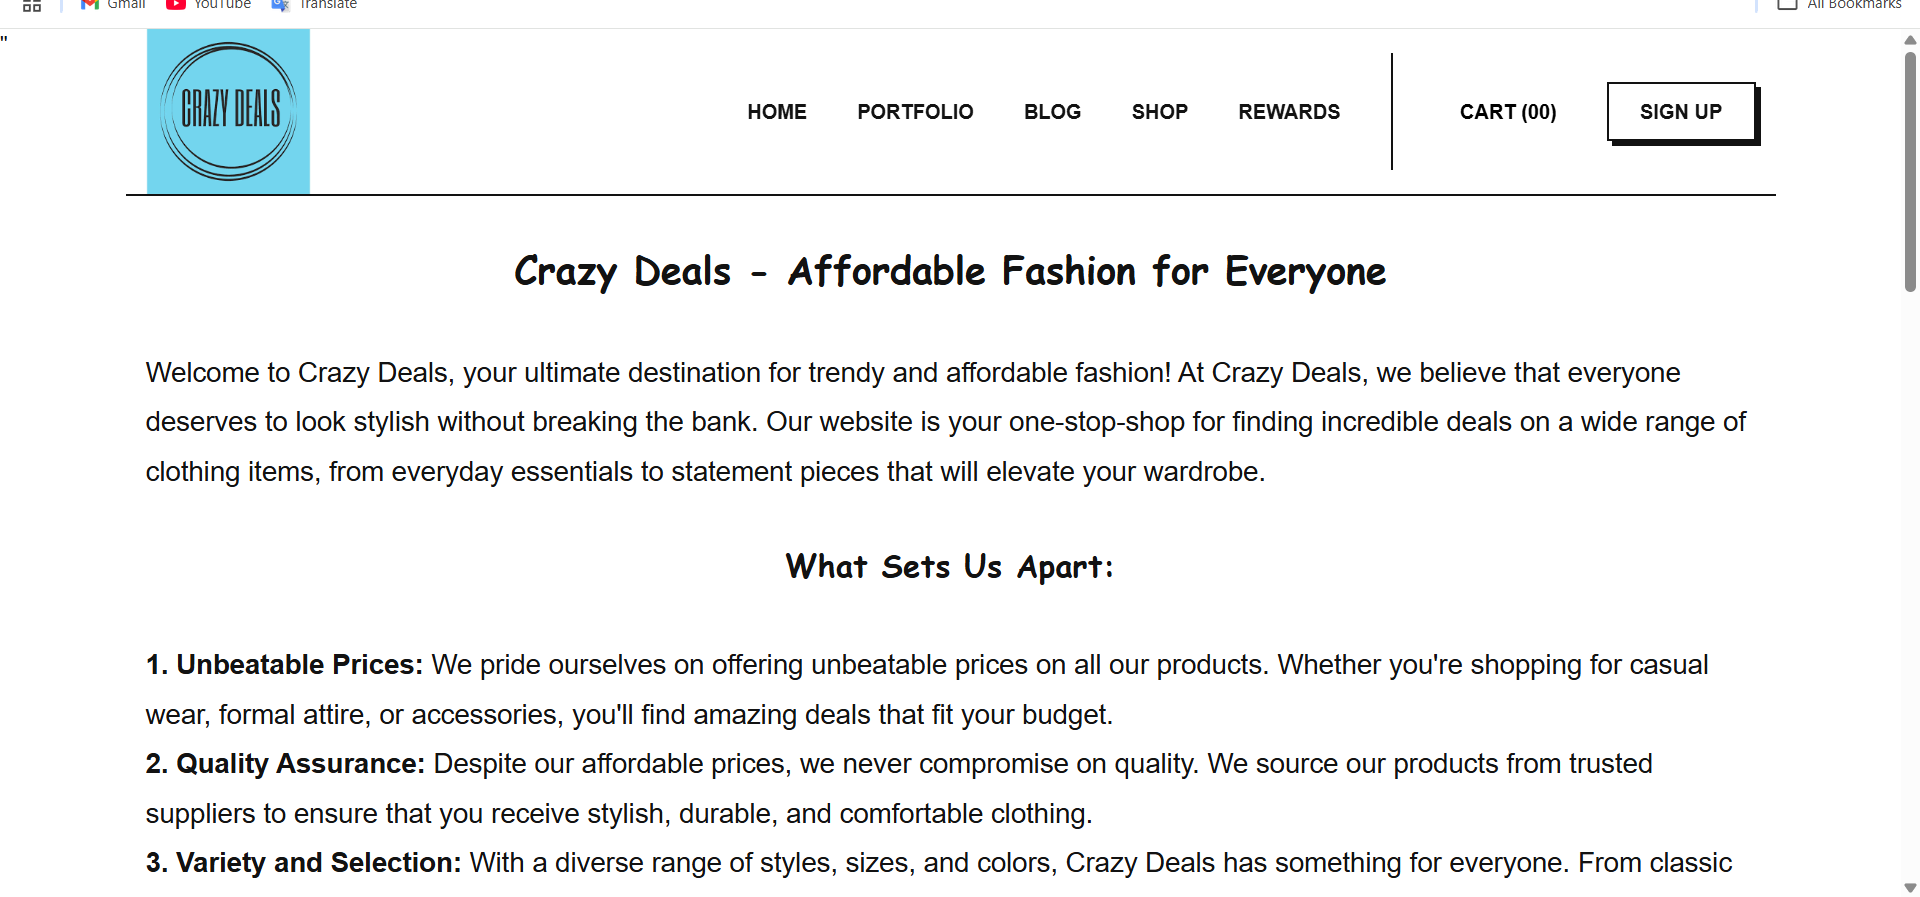 Gmail YouTube Translate All Bookmarks
"
CRAZY DEALS
HOME PORTFOLIO BLOG SHOP REWARDS CART (00) SIGN UP
Crazy Deals - Affordable Fashion for Everyone
Welcome to Crazy Deals, your ultimate destination for trendy and affordable fashion! At Crazy Deals, we believe that everyone
deserves to look stylish without breaking the bank. Our website is your one-stop-shop for finding incredible deals on a wide range of
clothing items, from everyday essentials to statement pieces that will elevate your wardrobe.
What Sets Us Apart:
1. Unbeatable Prices: We pride ourselves on offering unbeatable prices on all our products. Whether you're shopping for casual
wear, formal attire, or accessories, you'll find amazing deals that fit your budget.
2. Quality Assurance: Despite our affordable prices, we never compromise on quality. We source our products from trusted
suppliers to ensure that you receive stylish, durable, and comfortable clothing.
3. Variety and Selection: With a diverse range of styles, sizes, and colors, Crazy Deals has something for everyone. From classic